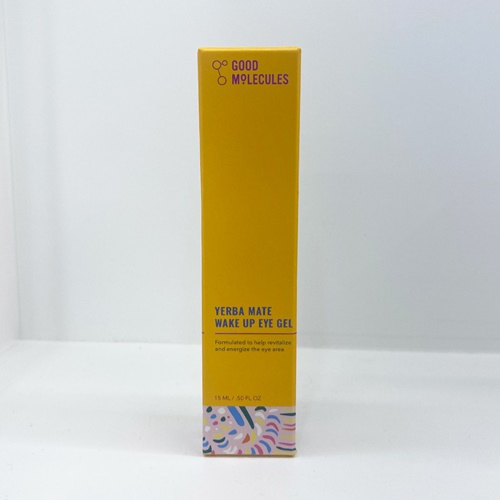 GOOD
MOLECULES
YERBA MATE
WAKE UP EYE GEL
Formulated to help revitalize
and energize the eye area
15 ML / .50 FL OZ